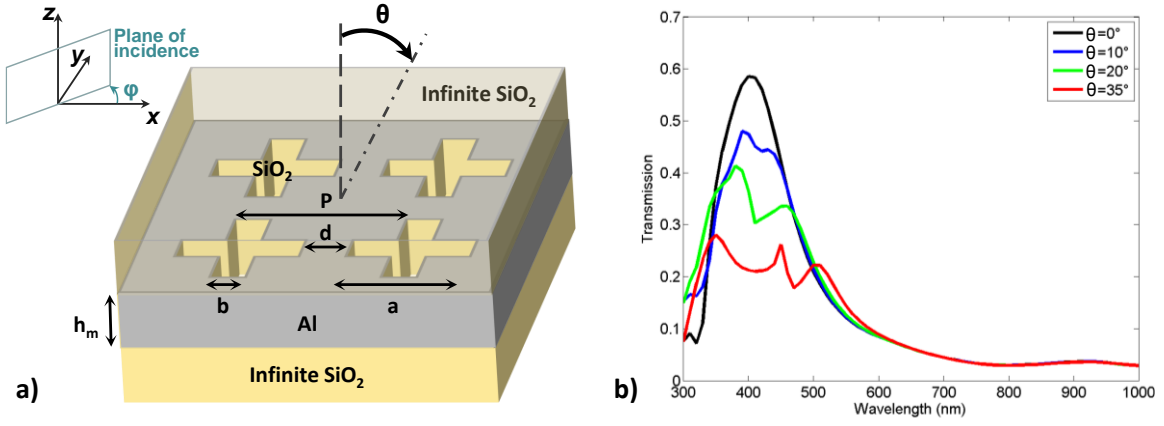 z
y
x
φ
Plane of
incidence
θ
Infinite SiO₂
SiO₂
P
d
b
a
hₘ
Al
Infinite SiO₂
a)
Transmission
0.7
0.6
0.5
0.4
0.3
0.2
0.1
0
300 400 500 600 700 800 900 1000
Wavelength (nm)
θ=0°
θ=10°
θ=20°
θ=35°
b)